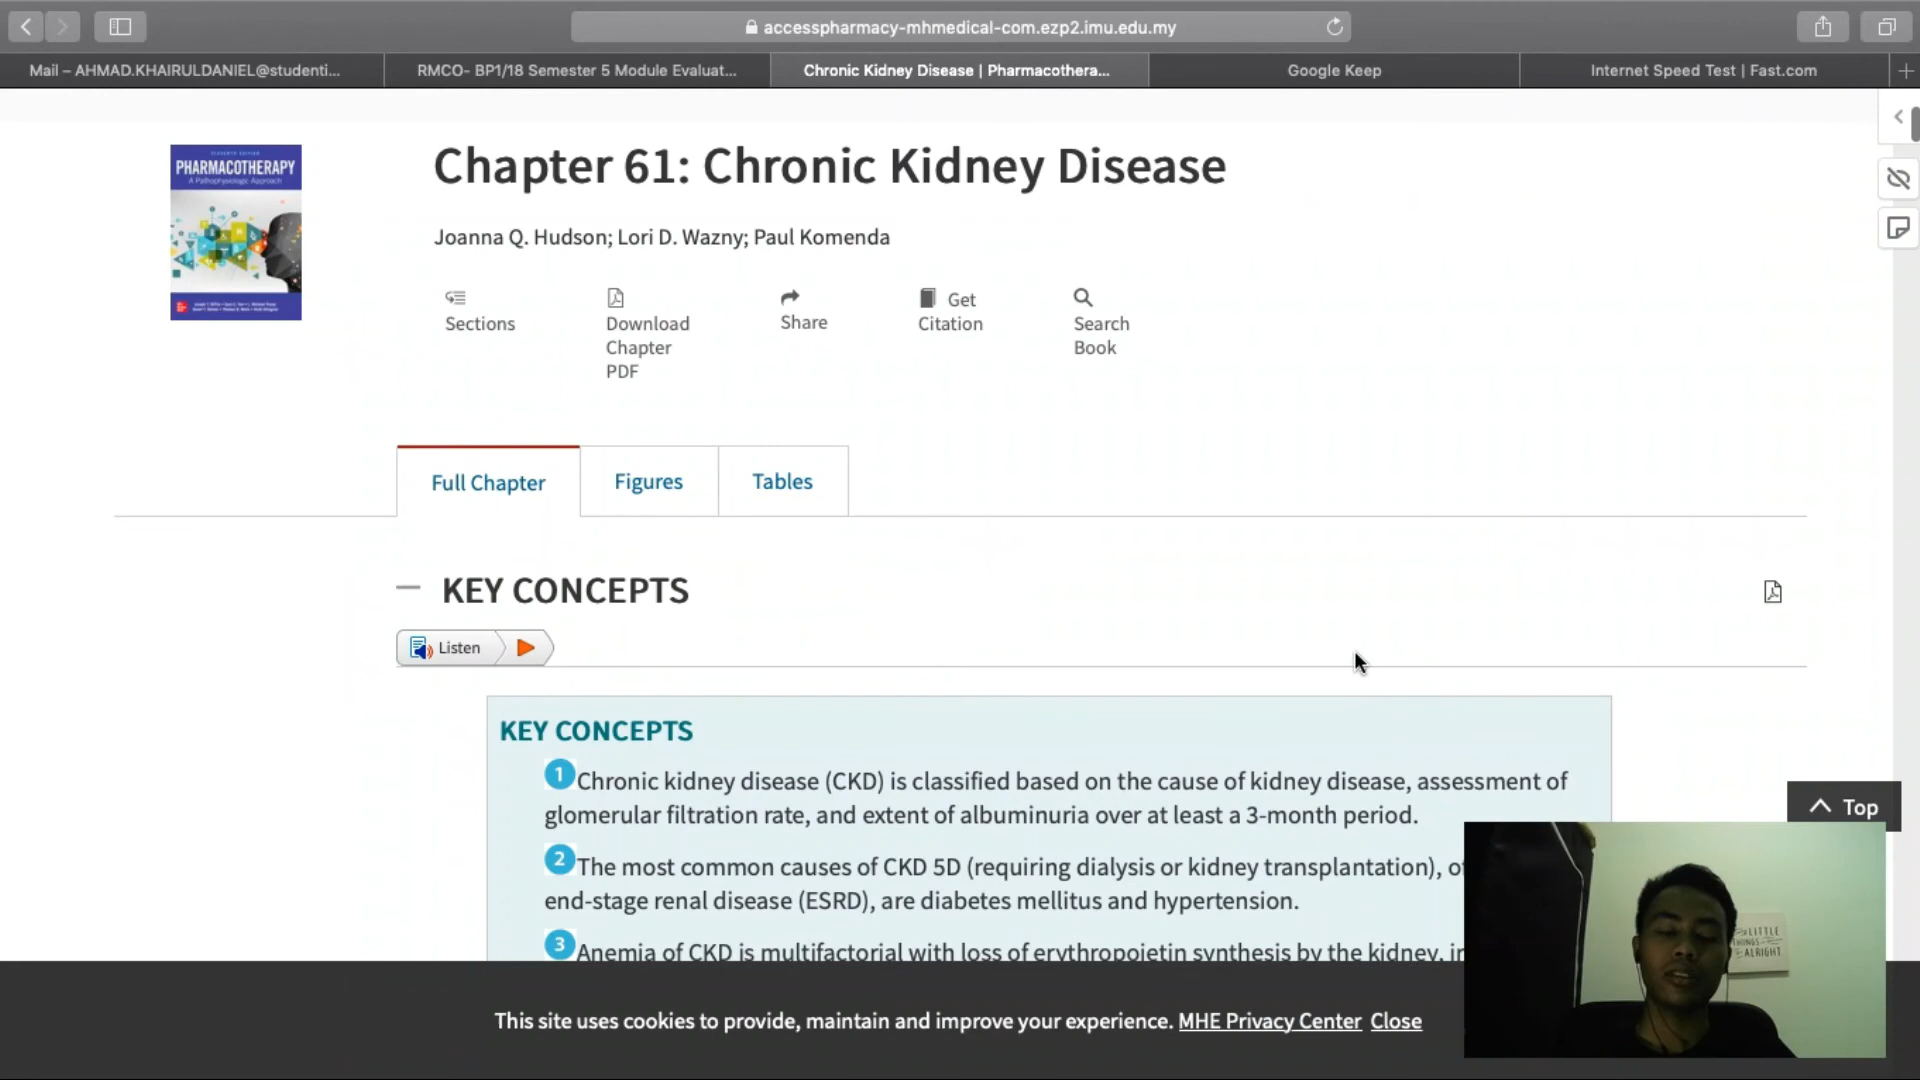 accesspharmacy-mhmedical-com.ezp2.imu.edu.my
Mail – AHMAD.KHAIRULDANIEL@studenti...
RMCO- BP1/18 Semester 5 Module Evaluat...
Chronic Kidney Disease | Pharmacothera...
Google Keep
Internet Speed Test | Fast.com
PHARMACOTHERAPY
A Pathophysiologic Approach
Chapter 61: Chronic Kidney Disease
Joanna Q. Hudson; Lori D. Wazny; Paul Komenda
Sections
Download
Chapter
PDF
Share
Get
Citation
Search
Book
Full Chapter
Figures
Tables
KEY CONCEPTS
Listen
KEY CONCEPTS
1 Chronic kidney disease (CKD) is classified based on the cause of kidney disease, assessment of
glomerular filtration rate, and extent of albuminuria over at least a 3-month period.
2 The most common causes of CKD 5D (requiring dialysis or kidney transplantation),
end-stage renal disease (ESRD), are diabetes mellitus and hypertension.
3 Anemia of CKD is multifactorial with loss of erythropoietin synthesis by the kidney,
Top
LITTLE
THINGS
ALRIGHT
This site uses cookies to provide, maintain and improve your experience. MHE Privacy Center Close